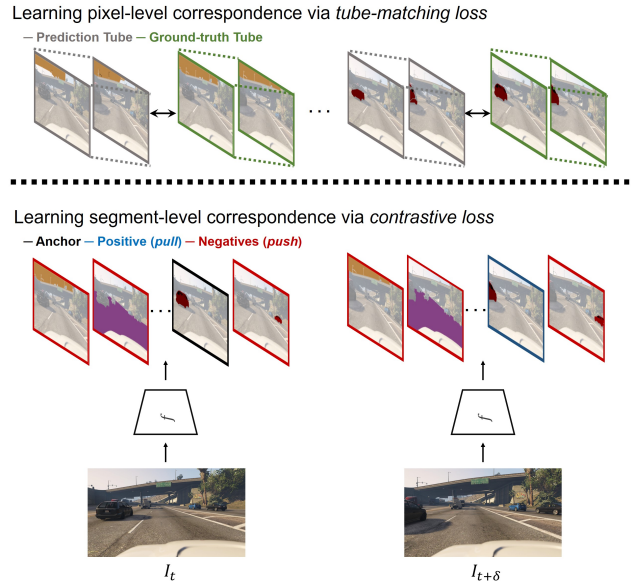 Learning pixel-level correspondence via tube-matching loss
— Prediction Tube — Ground-truth Tube
...
Learning segment-level correspondence via contrastive loss
— Anchor — Positive (pull) — Negatives (push)
... ...
f f
I_t I_{t+δ}